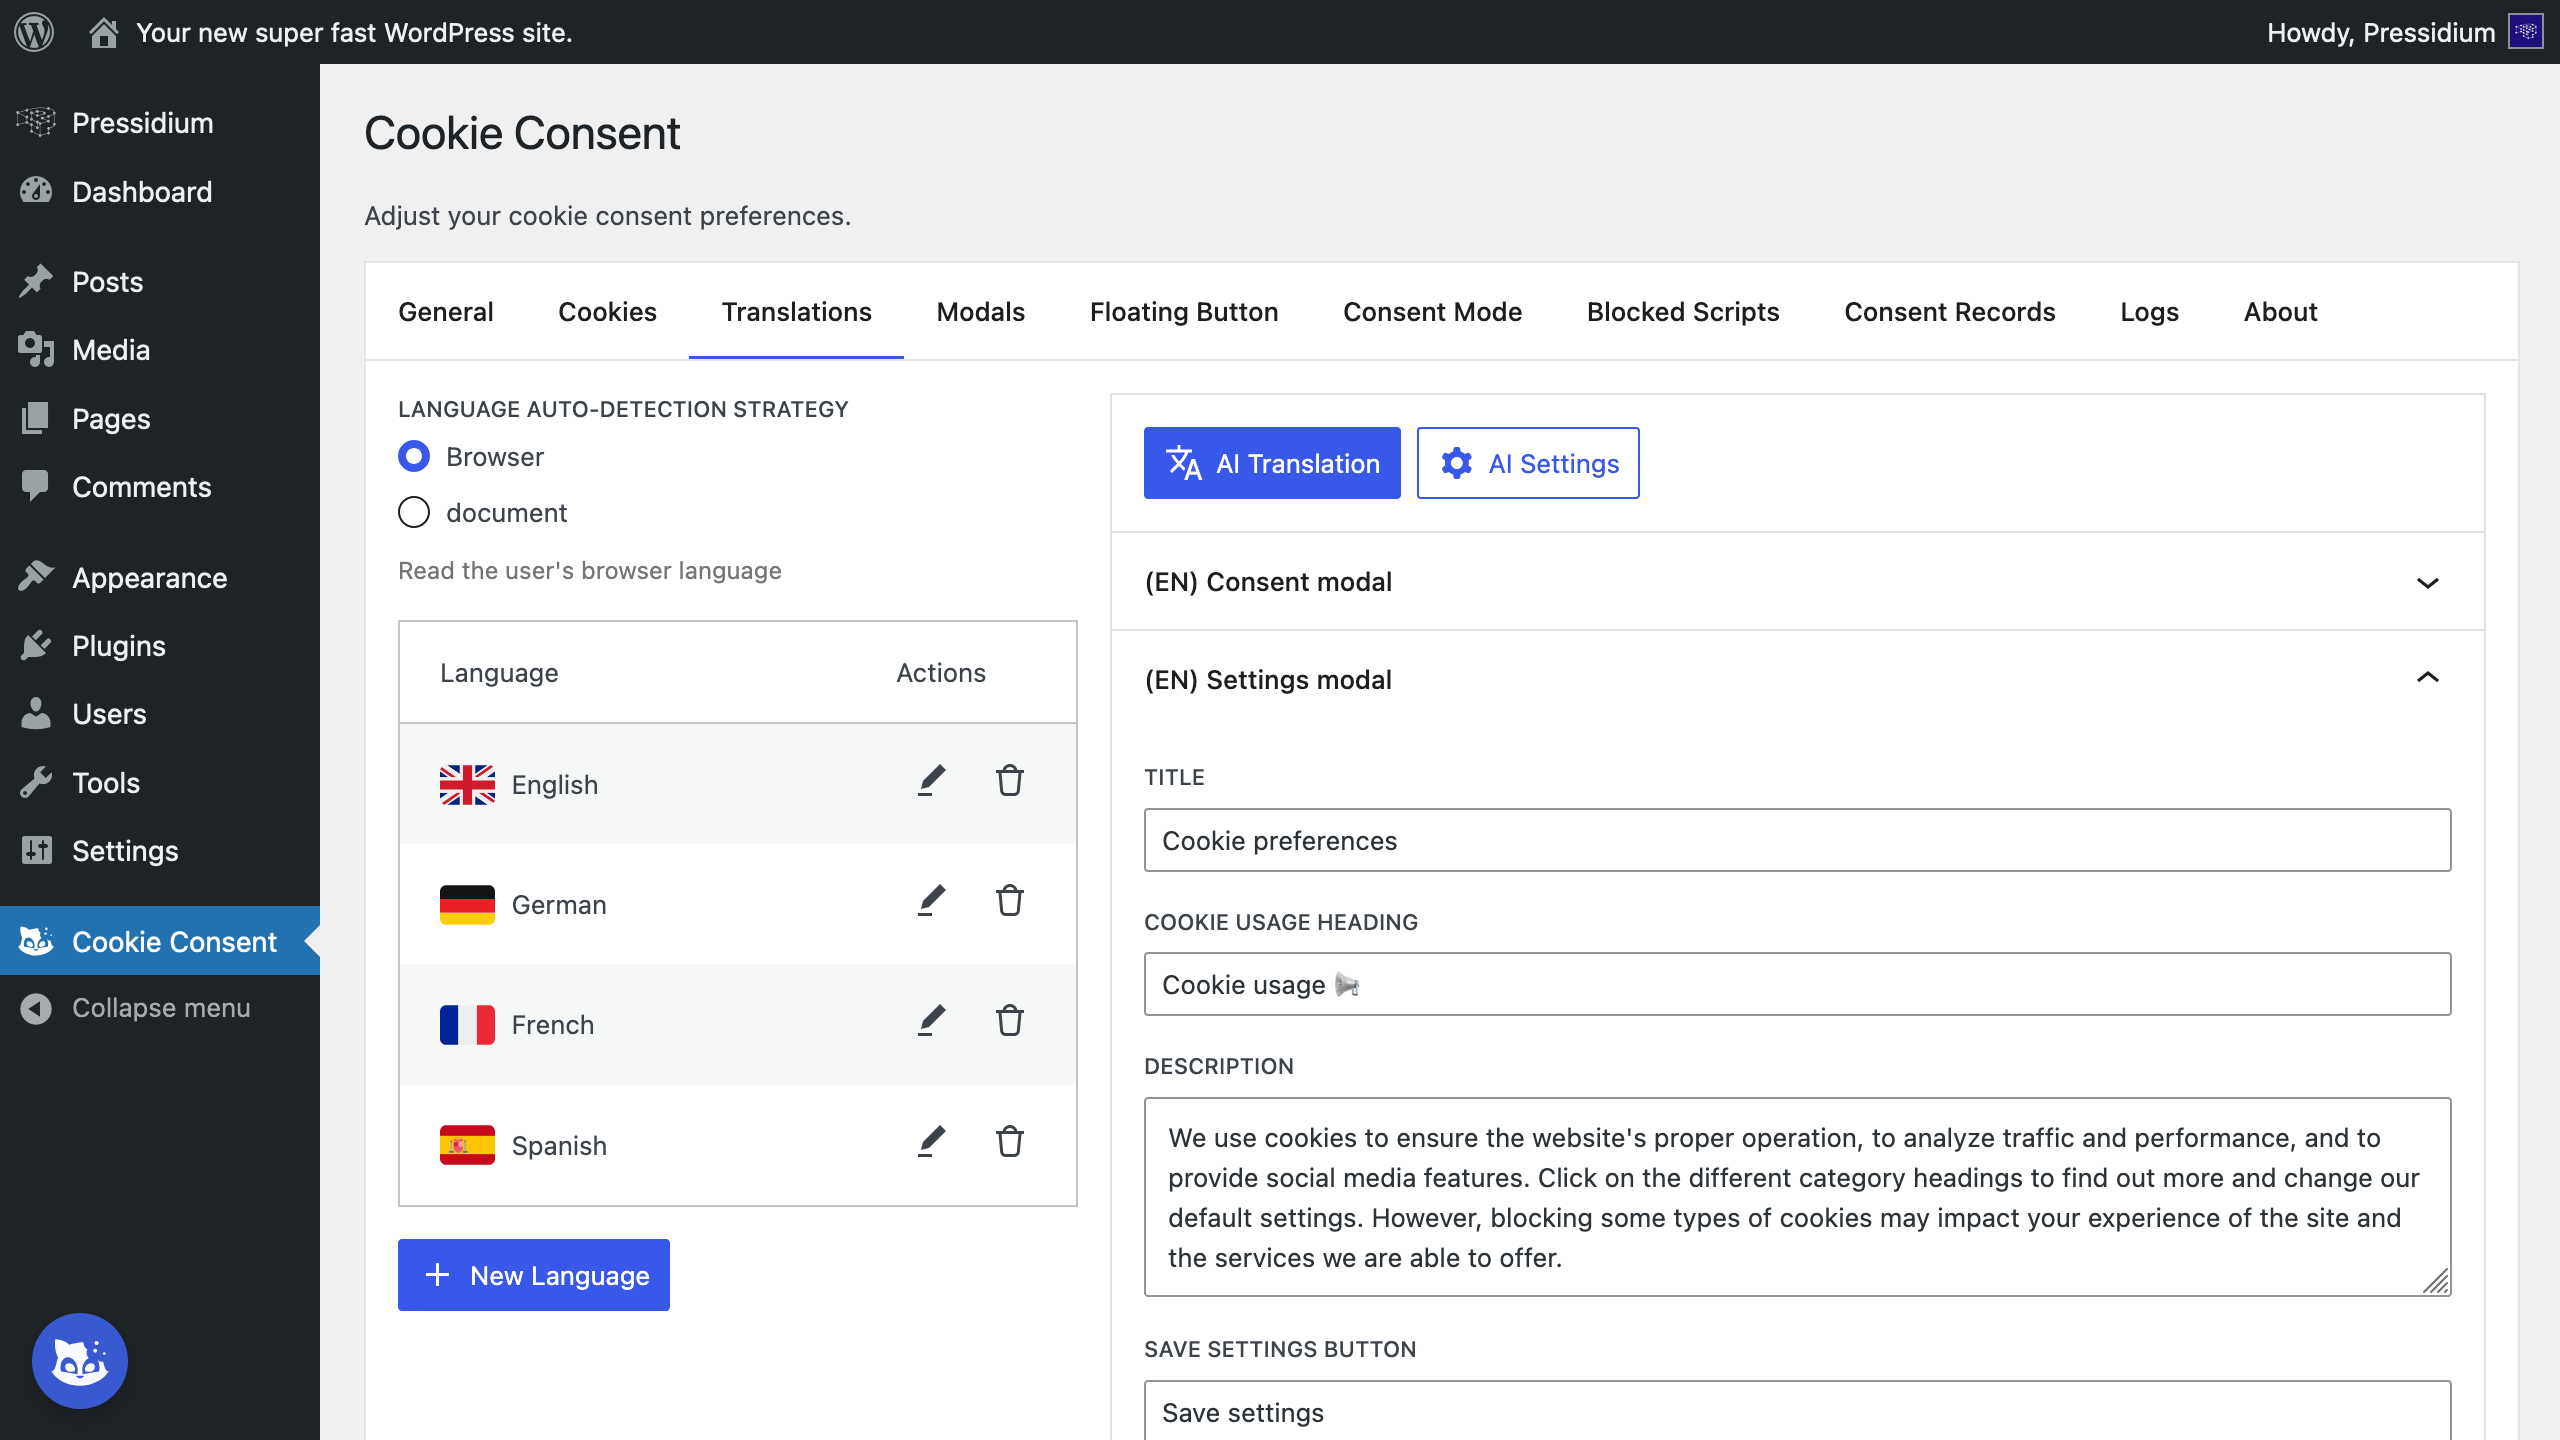 Your new super fast WordPress site.
Howdy, Pressidium
Pressidium
Dashboard
Posts
Media
Pages
Comments
Appearance
Plugins
Users
Tools
Settings
Cookie Consent
Collapse menu
Cookie Consent
Adjust your cookie consent preferences.
General
Cookies
Translations
Modals
Floating Button
Consent Mode
Blocked Scripts
Consent Records
Logs
About
LANGUAGE AUTO-DETECTION STRATEGY
Browser
document
Read the user's browser language
Language Actions
English
German
French
Spanish
New Language
AI Translation
AI Settings
(EN) Consent modal
(EN) Settings modal
TITLE
Cookie preferences
COOKIE USAGE HEADING
Cookie usage 📢
DESCRIPTION
We use cookies to ensure the website's proper operation, to analyze traffic and performance, and to
provide social media features. Click on the different category headings to find out more and change our
default settings. However, blocking some types of cookies may impact your experience of the site and
the services we are able to offer.
SAVE SETTINGS BUTTON
Save settings